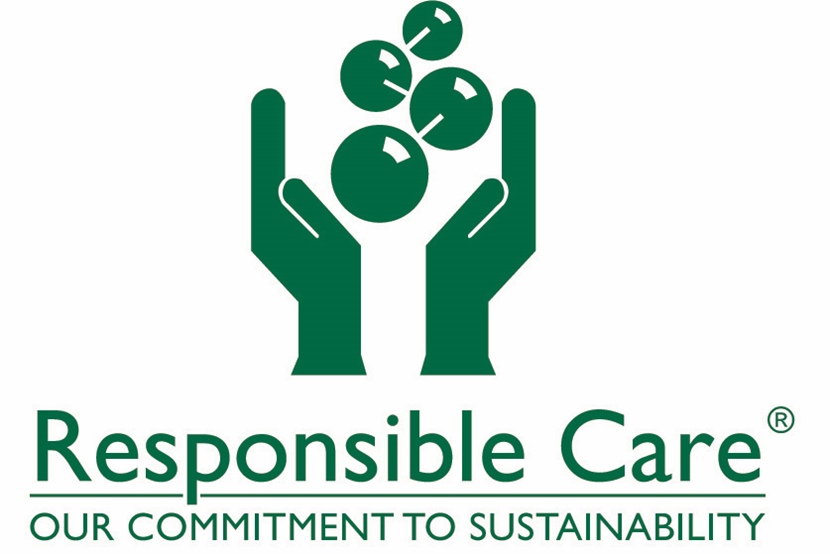 Responsible Care®
OUR COMMITMENT TO SUSTAINABILITY